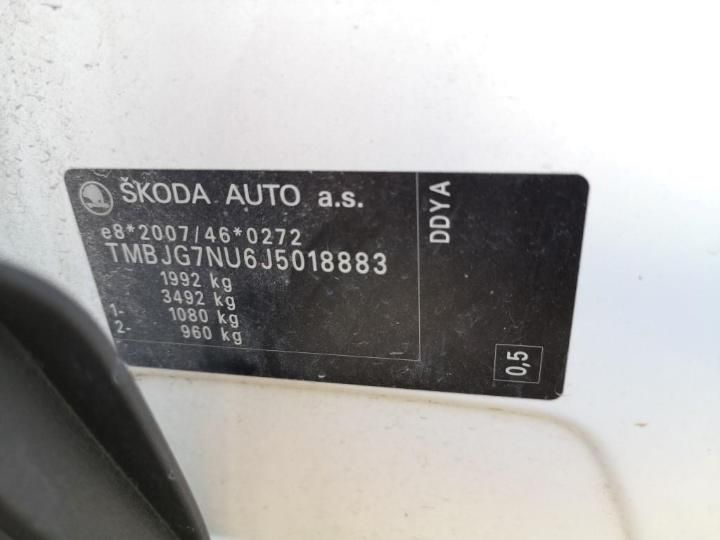 ŠKODA AUTO a.s.
e8*2007/46*0272
TMBJG7NU6J5018883
1992 kg
3492 kg
1- 1080 kg
2- 960 kg
DDYA
0,5